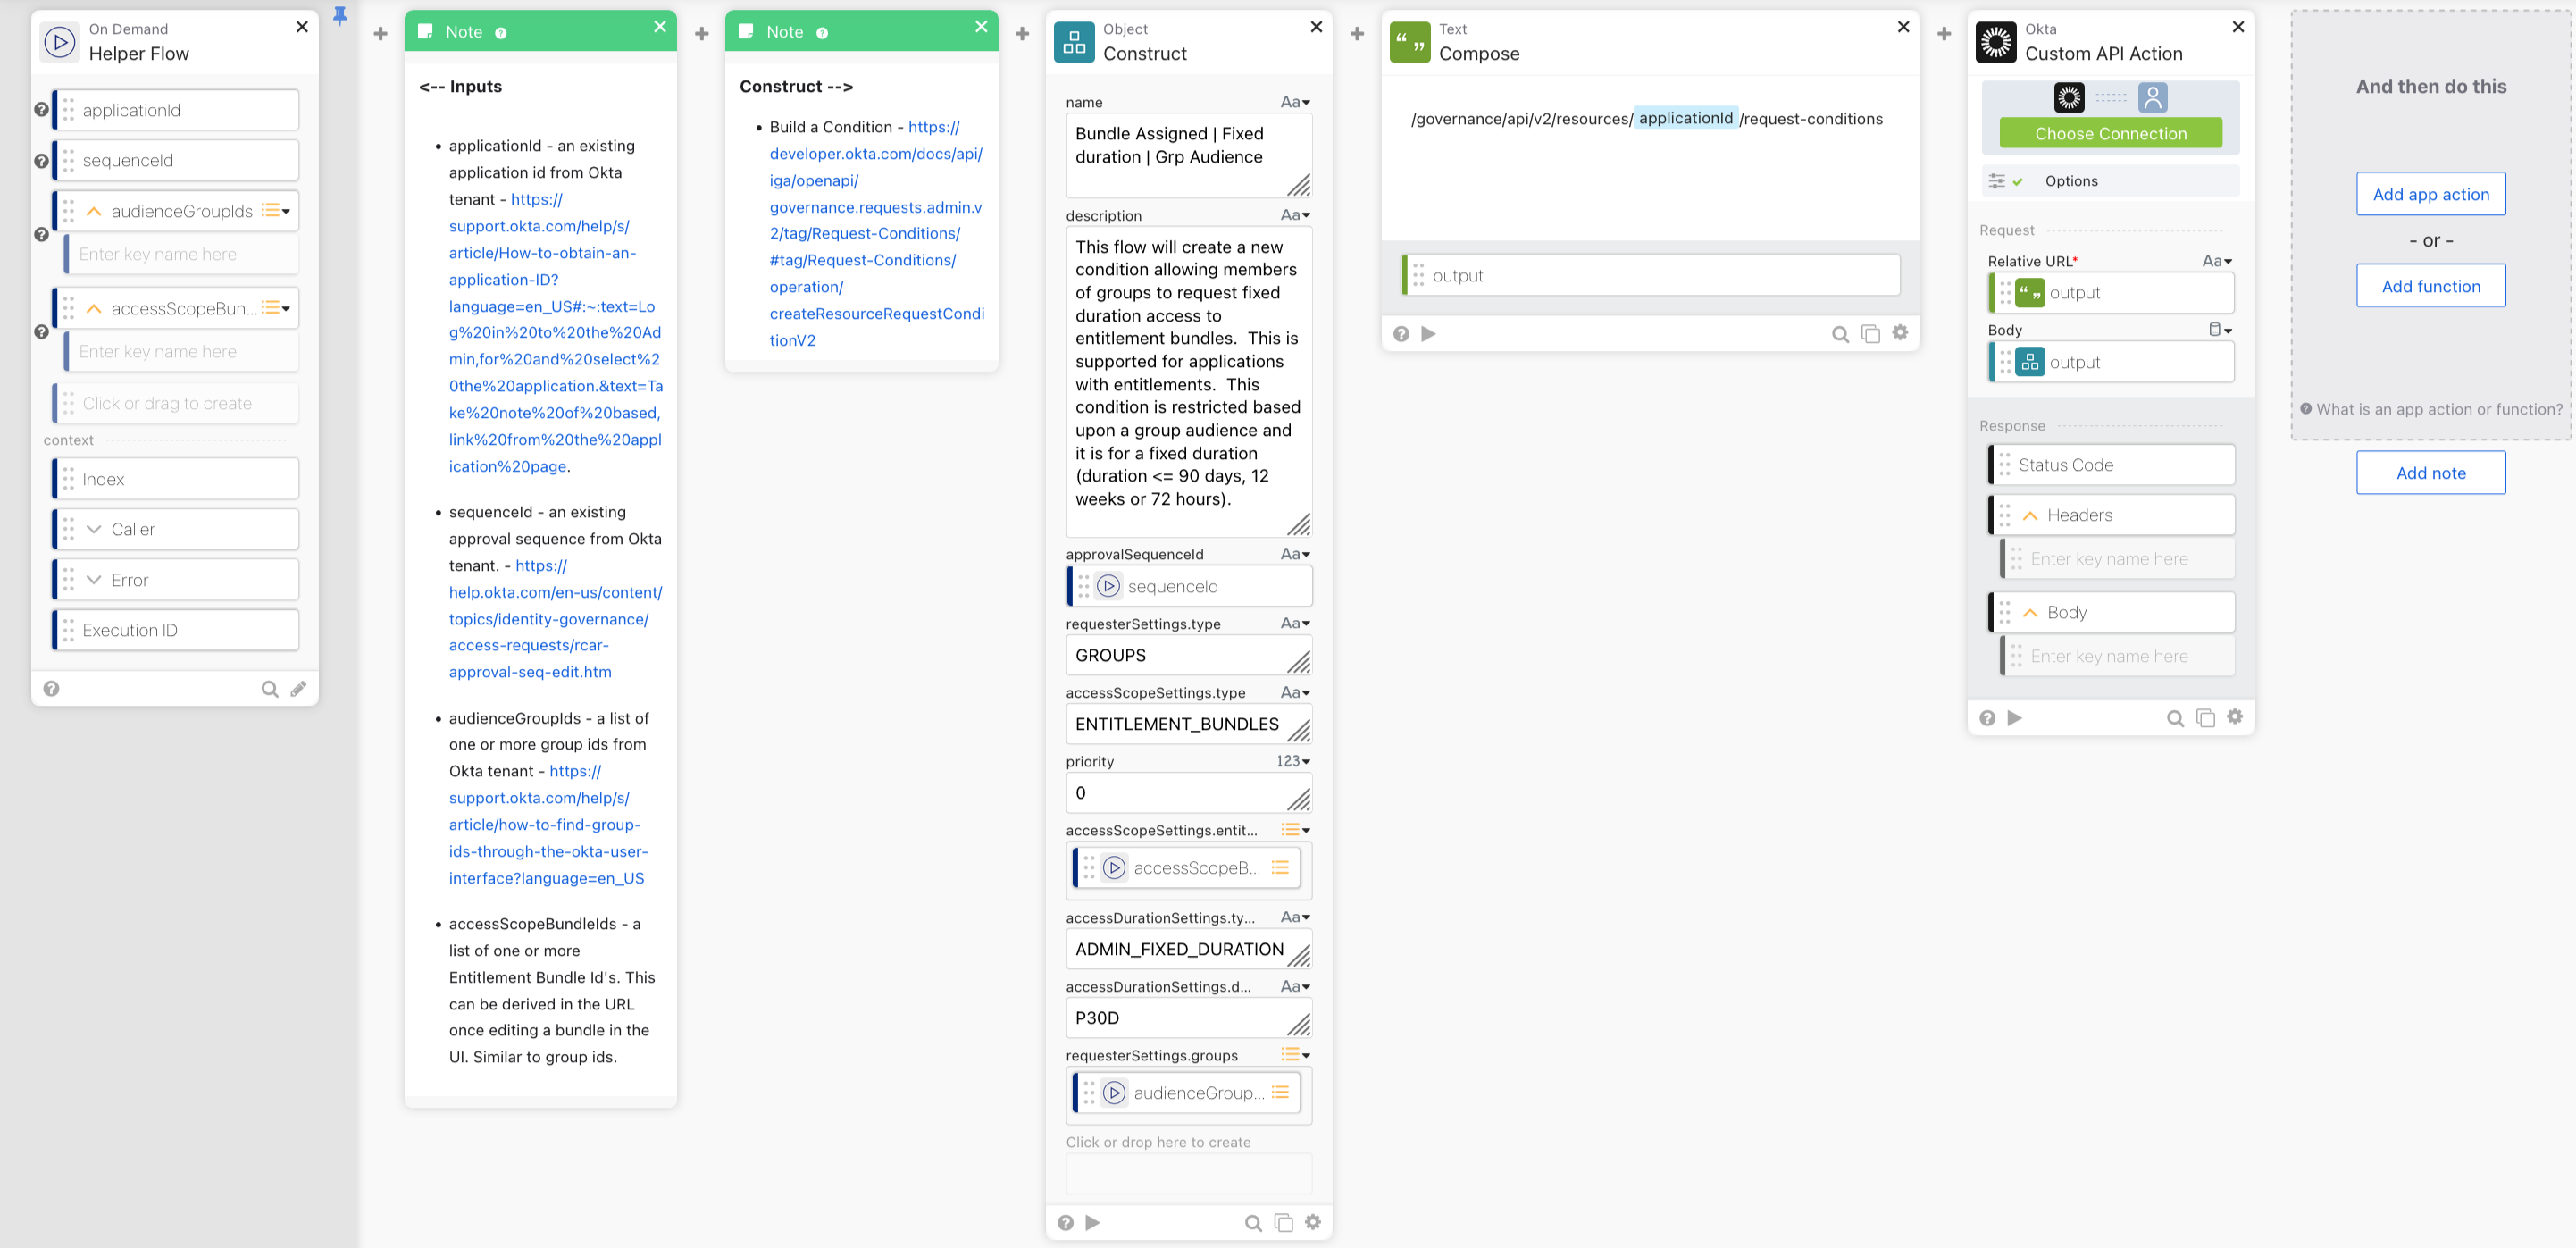 On Demand
Helper Flow
applicationId
sequenceId
audienceGroupIds
Enter key name here
accessScopeBun...
Enter key name here
Click or drag to create
context
Index
Caller
Error
Execution ID
Note
<-- Inputs
applicationId - an existing
application id from Okta
tenant - https://
support.okta.com/help/s/
article/How-to-obtain-an-
application-ID?
language=en_US#:~:text=Lo
g%20in%20to%20the%20Ad
min,for%20and%20select%2
0the%20application.&text=Ta
ke%20note%20of%20based,
link%20from%20the%20appl
ication%20page.
sequenceId - an existing
approval sequence from Okta
tenant. - https://
help.okta.com/en-us/content/
topics/identity-governance/
access-requests/rcar-
approval-seq-edit.htm
audienceGroupIds - a list of
one or more group ids from
Okta tenant - https://
support.okta.com/help/s/
article/how-to-find-group-
ids-through-the-okta-user-
interface?language=en_US
accessScopeBundleIds - a
list of one or more
Entitlement Bundle Id's. This
can be derived in the URL
once editing a bundle in the
UI. Similar to group ids.
Note
Construct -->
Build a Condition - https://
developer.okta.com/docs/api/
iga/openapi/
governance.requests.admin.v
2/tag/Request-Conditions/
#tag/Request-Conditions/
operation/
createResourceRequestCondi
tionV2
Object
Construct
name Aa
Bundle Assigned | Fixed
duration | Grp Audience
description Aa
This flow will create a new
condition allowing members
of groups to request fixed
duration access to
entitlement bundles.  This is
supported for applications
with entitlements.  This
condition is restricted based
upon a group audience and
it is for a fixed duration
(duration <= 90 days, 12
weeks or 72 hours).
approvalSequenceId Aa
sequenceId
requesterSettings.type Aa
GROUPS
accessScopeSettings.type Aa
ENTITLEMENT_BUNDLES
priority 123
0
accessScopeSettings.entit...
accessScopeB...
accessDurationSettings.ty... Aa
ADMIN_FIXED_DURATION
accessDurationSettings.d... Aa
P30D
requesterSettings.groups
audienceGroup...
Click or drop here to create
Text
Compose
/governance/api/v2/resources/ applicationId /request-conditions
output
Okta
Custom API Action
Choose Connection
Options
Request
Relative URL* Aa
output
Body
output
Response
Status Code
Headers
Enter key name here
Body
Enter key name here
And then do this
Add app action
- or -
Add function
What is an app action or function?
Add note